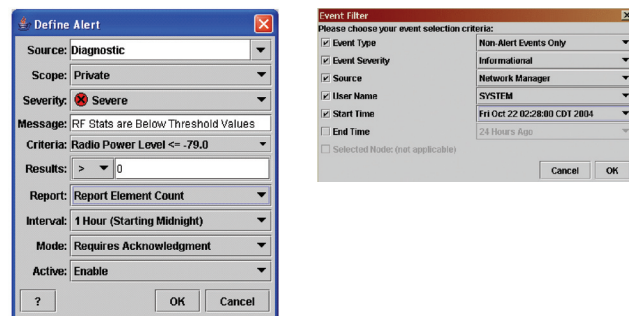 Define Alert
Source: Diagnostic
Scope: Private
Severity: Severe
Message: RF Stats are Below Threshold Values
Criteria: Radio Power Level <= -79.0
Results: > 0
Report: Report Element Count
Interval: 1 Hour (Starting Midnight)
Mode: Requires Acknowledgment
Active: Enable
? OK Cancel
Event Filter
Please choose your event selection criteria:
Event Type Non-Alert Events Only
Event Severity Informational
Source Network Manager
User Name SYSTEM
Start Time Fri Oct 22 02:28:00 CDT 2004
End Time 24 Hours Ago
Selected Node: (not applicable)
Cancel OK